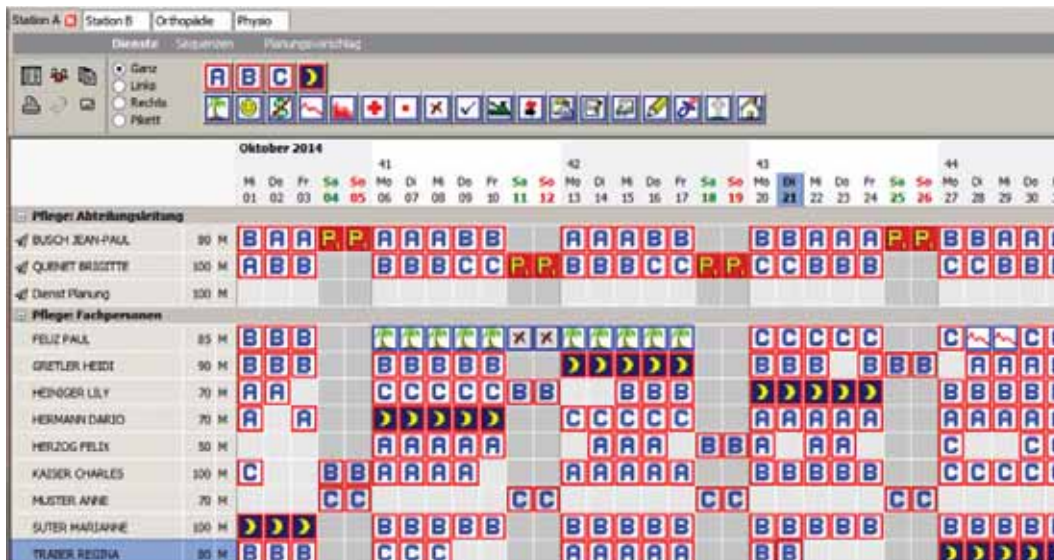 Station A Station B Orthopädie Physio
Dienste Sequenzen Planungsvorschlag
Ganz
Links
Rechts
Pikett
A B C
Oktober 2014
41 42 43 44
Mi Do Fr Sa So Mo Di Mi Do Fr Sa So Mo Di Mi Do Fr Sa So Mo Di Mi Do Fr Sa So Mo Di Mi Do
01 02 03 04 05 06 07 08 09 10 11 12 13 14 15 16 17 18 19 20 21 22 23 24 25 26 27 28 29 30
Pflege: Abteilungsleitung
BUSCH JEAN-PAUL 90 M B A A P P A A A B B A A A B B B B A A A P P B B A A
QUENET BRIGITTE 100 M A B B B B B C C P P B B B C C P P C C B B B C C B B
Dienst Planung 100 M
Pflege: Fachpersonen
FELIZ PAUL 85 M B B B C C C C C C C
GRETLER HEIDI 90 M B B B B B B B B B B B B B B A A A
HEINIGER LILY 70 M A A C C C C C B B B B B B B B B
HERMANN DARIO 70 M A A C C C C C A A A A A A A A A
HERZOG FELIX 50 M A A A A A A A A B B A A A C C
KAISER CHARLES 100 M C B B A A A A A A A A A B B B B B C C C C
MUSTER ANNE 70 M C C C C C C C C
SUTER MARIANNE 100 M B B B B B B B B B B B B B B B B B B B
TRABER REGINA 80 M B B B C C C A A A A A B B